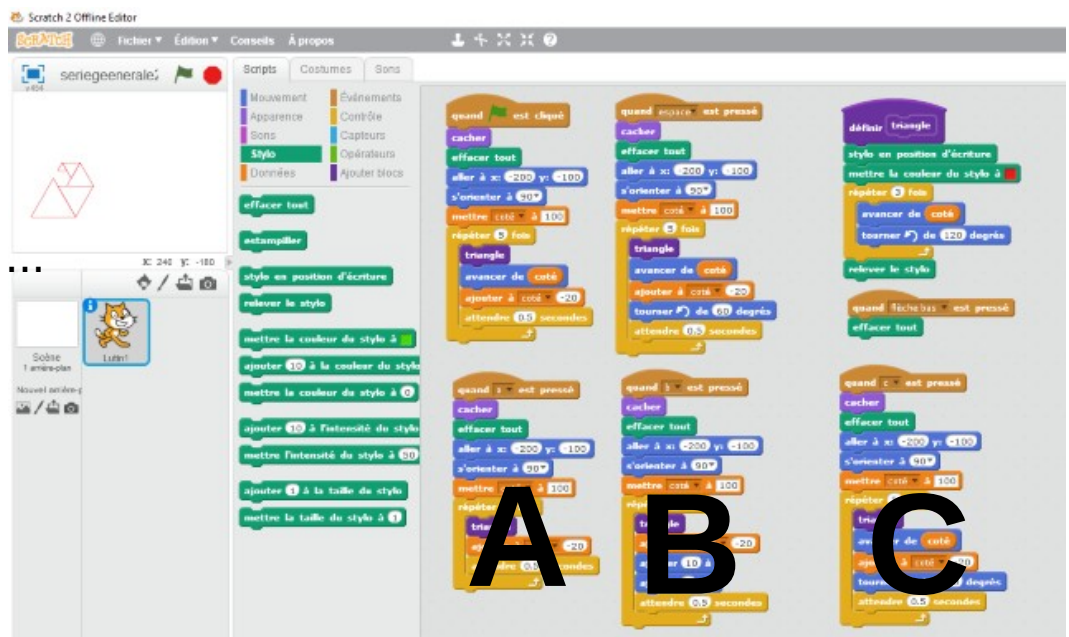 Scratch 2 Offline Editor
SCRATCH Fichier Édition Conseils À propos
v454
Scripts Costumes Sons
Mouvement Événements
Apparence Contrôle
Sons Capteurs
Stylo Opérateurs
Données Ajouter blocs
effacer tout
estampiller
stylo en position d'écriture
relever le stylo
mettre la couleur du stylo à
ajouter 10 à la couleur du stylo
mettre la couleur du stylo à 0
ajouter 10 à l'intensité du stylo
mettre l'intensité du stylo à 50
ajouter 1 à la taille du stylo
mettre la taille du stylo à 1
x: 240 y: -180
...
Scène
1 arrière-plan
Lutin1
Nouvel arrière-p
quand est cliqué
cacher
effacer tout
aller à x: -200 y: -100
s'orienter à 90
mettre coté à 100
répéter 5 fois
triangle
avancer de coté
ajouter à coté -20
attendre 0.5 secondes
quand espace est pressé
cacher
effacer tout
aller à x: -200 y: -100
s'orienter à 90
mettre coté à 100
répéter 5 fois
triangle
avancer de coté
ajouter à coté -20
tourner de 60 degrés
attendre 0.5 secondes
définir triangle
stylo en position d'écriture
mettre la couleur du stylo à
répéter 3 fois
avancer de coté
tourner de 120 degrés
relever le stylo
quand flèche bas est pressé
effacer tout
quand est pressé
cacher
effacer tout
aller à x: -200 y: -100
s'orienter à 90
mettre coté à 100
-20
A
quand b est pressé
cacher
effacer tout
aller à x: -200 y: -100
s'orienter à 90
mettre coté à 100
-20
10 à
attendre 0.5 secondes
B
quand c est pressé
cacher
effacer tout
aller à x: -200 y: -100
s'orienter à 90
mettre coté à 100
de coté
à coté
degrés
attendre 0.5 secondes
C